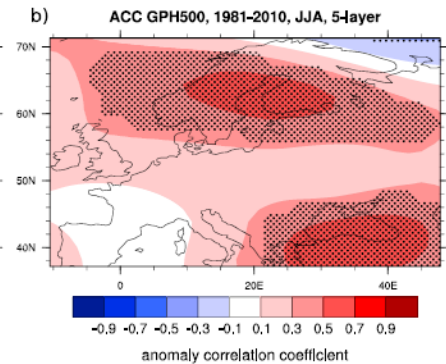 b) ACC GPH500, 1981-2010, JJA, 5-layer
70N
60N
50N
40N
0 20E 40E
-0.9 -0.7 -0.5 -0.3 -0.1 0.1 0.3 0.5 0.7 0.9
anomaly correlation coefficient